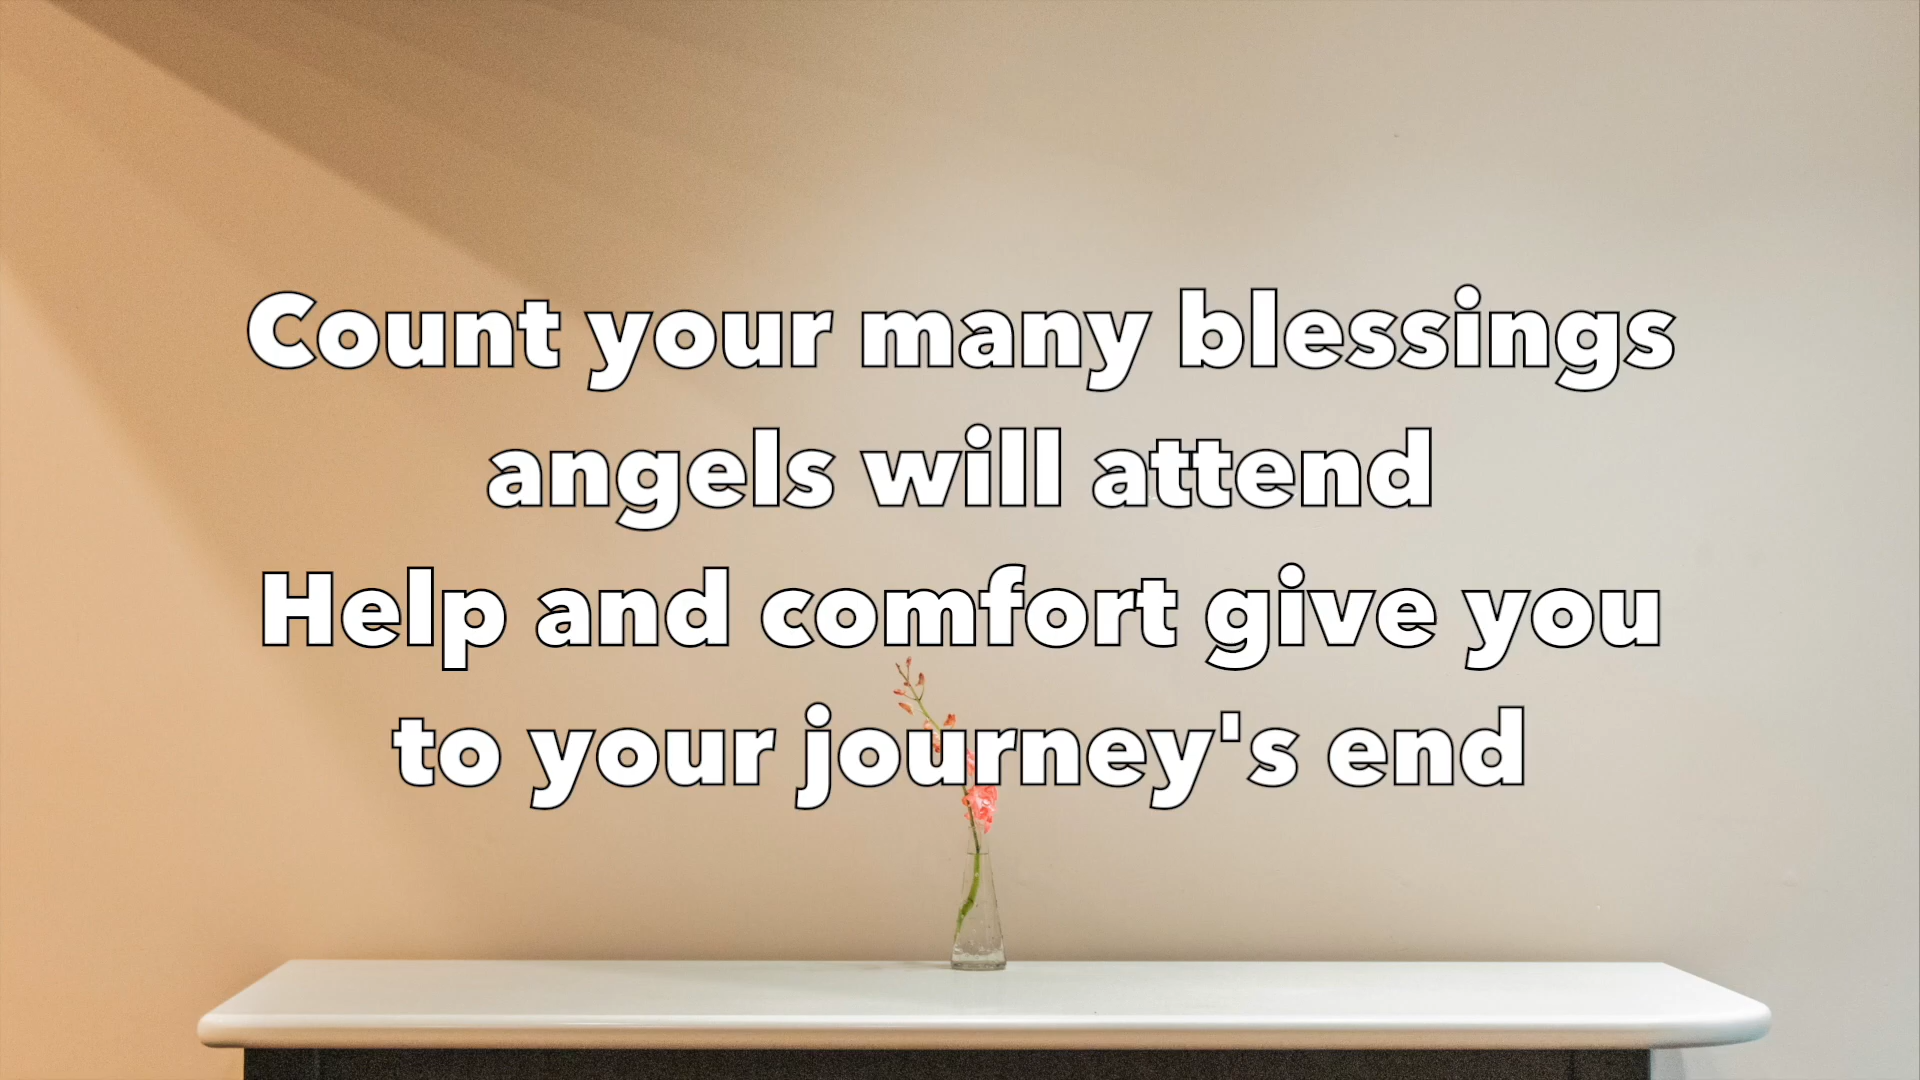 Count your many blessings
angels will attend
Help and comfort give you
to your journey's end